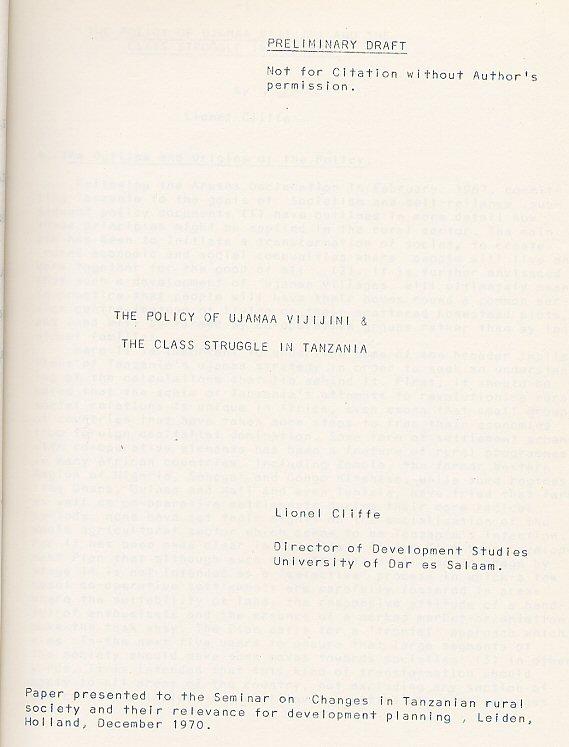 PRELIMINARY DRAFT
Not for Citation without Author's
permission.
THE POLICY OF UJAMAA VIJIJINI &
THE CLASS STRUGGLE IN TANZANIA
Lionel Cliffe
Director of Development Studies
University of Dar es Salaam.
Paper presented to the Seminar on Changes in Tanzanian rural
society and their relevance for development planning , Leiden,
Holland, December 1970.